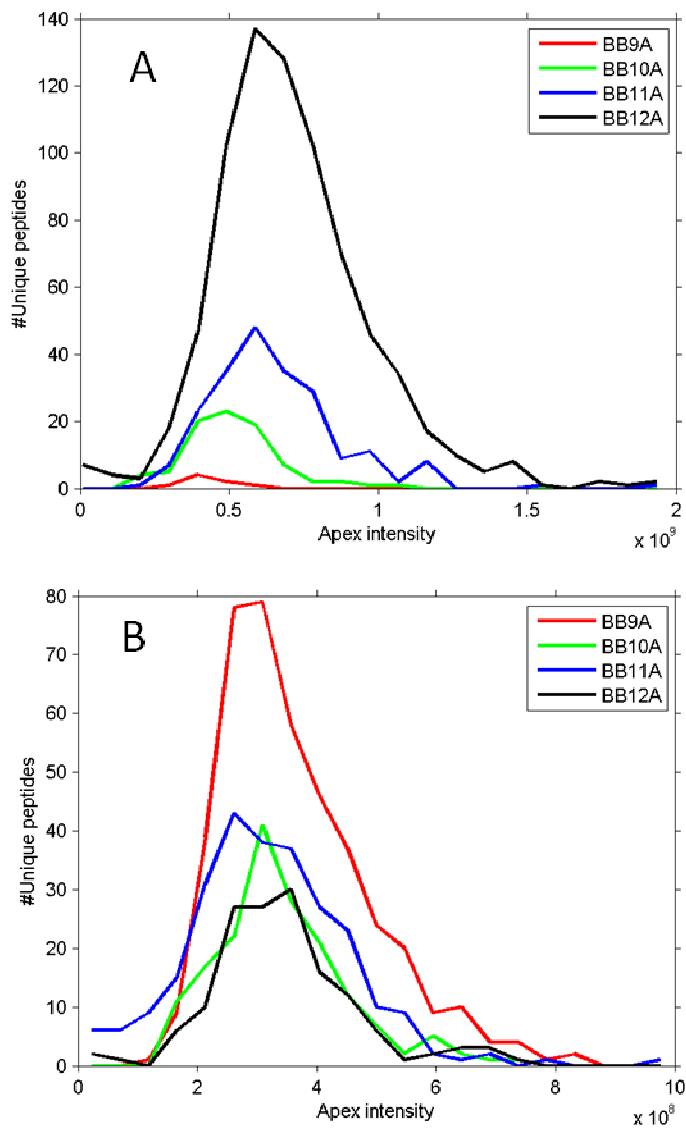 140
120
100
80
60
40
20
0
#Unique peptides
A
BB9A
BB10A
BB11A
BB12A
0 0.5 1 1.5 2
Apex intensity
x 10^9
80
70
60
50
40
30
20
10
0
#Unique peptides
B
BB9A
BB10A
BB11A
BB12A
0 2 4 6 8 10
Apex intensity
x 10^8